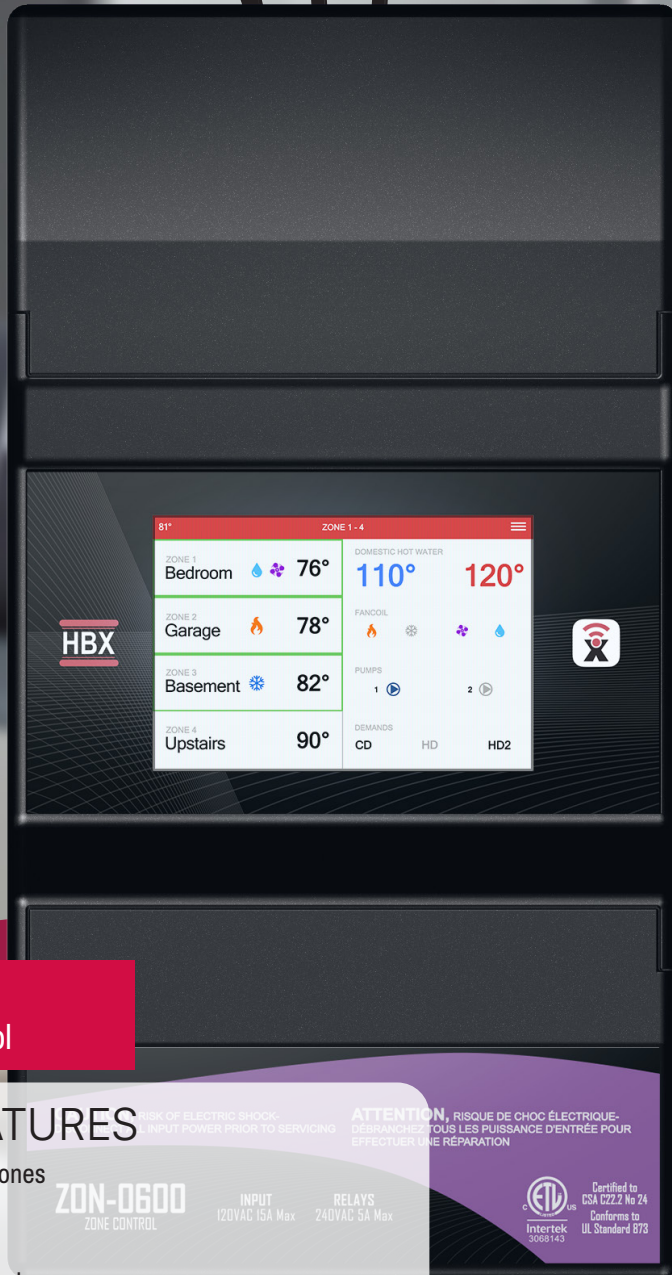 81°
ZONE 1 - 4
ZONE 1
Bedroom 76°
ZONE 2
Garage 78°
ZONE 3
Basement 82°
ZONE 4
Upstairs 90°
DOMESTIC HOT WATER
110° 120°
FANCOIL
PUMPS
1 2
DEMANDS
CD HD HD2
HBX
X
ol
ATURES
ones
RISK OF ELECTRIC SHOCK-
ALL INPUT POWER PRIOR TO SERVICING
ATTENTION, RISQUE DE CHOC ÉLECTRIQUE-
DÉBRANCHEZ TOUS LES PUISSANCE D'ENTRÉE POUR
EFFECTUER UNE RÉPARATION
ZON-0600
ZONE CONTROL
INPUT
120VAC 15A Max
RELAYS
240VAC 5A Max
C ETL US
Intertek
3068143
Certified to
CSA C22.2 No 24
Conforms to
UL Standard 873